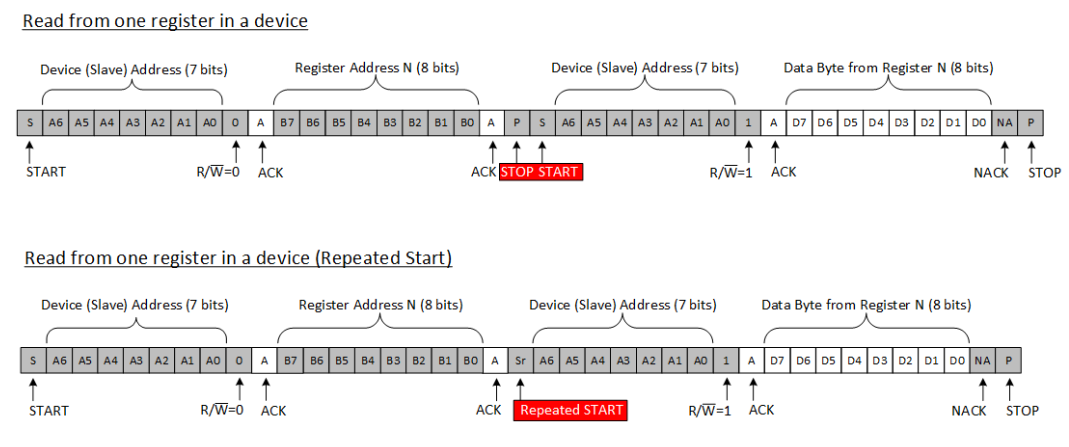 Read from one register in a device
Device (Slave) Address (7 bits) Register Address N (8 bits) Device (Slave) Address (7 bits) Data Byte from Register N (8 bits)
S A6 A5 A4 A3 A2 A1 A0 0 A B7 B6 B5 B4 B3 B2 B1 B0 A P S A6 A5 A4 A3 A2 A1 A0 1 A D7 D6 D5 D4 D3 D2 D1 D0 NA P
START R/W̅=0 ACK ACK STOP START R/W̅=1 ACK NACK STOP
Read from one register in a device (Repeated Start)
Device (Slave) Address (7 bits) Register Address N (8 bits) Device (Slave) Address (7 bits) Data Byte from Register N (8 bits)
S A6 A5 A4 A3 A2 A1 A0 0 A B7 B6 B5 B4 B3 B2 B1 B0 A Sr A6 A5 A4 A3 A2 A1 A0 1 A D7 D6 D5 D4 D3 D2 D1 D0 NA P
START R/W̅=0 ACK ACK Repeated START R/W̅=1 ACK NACK STOP